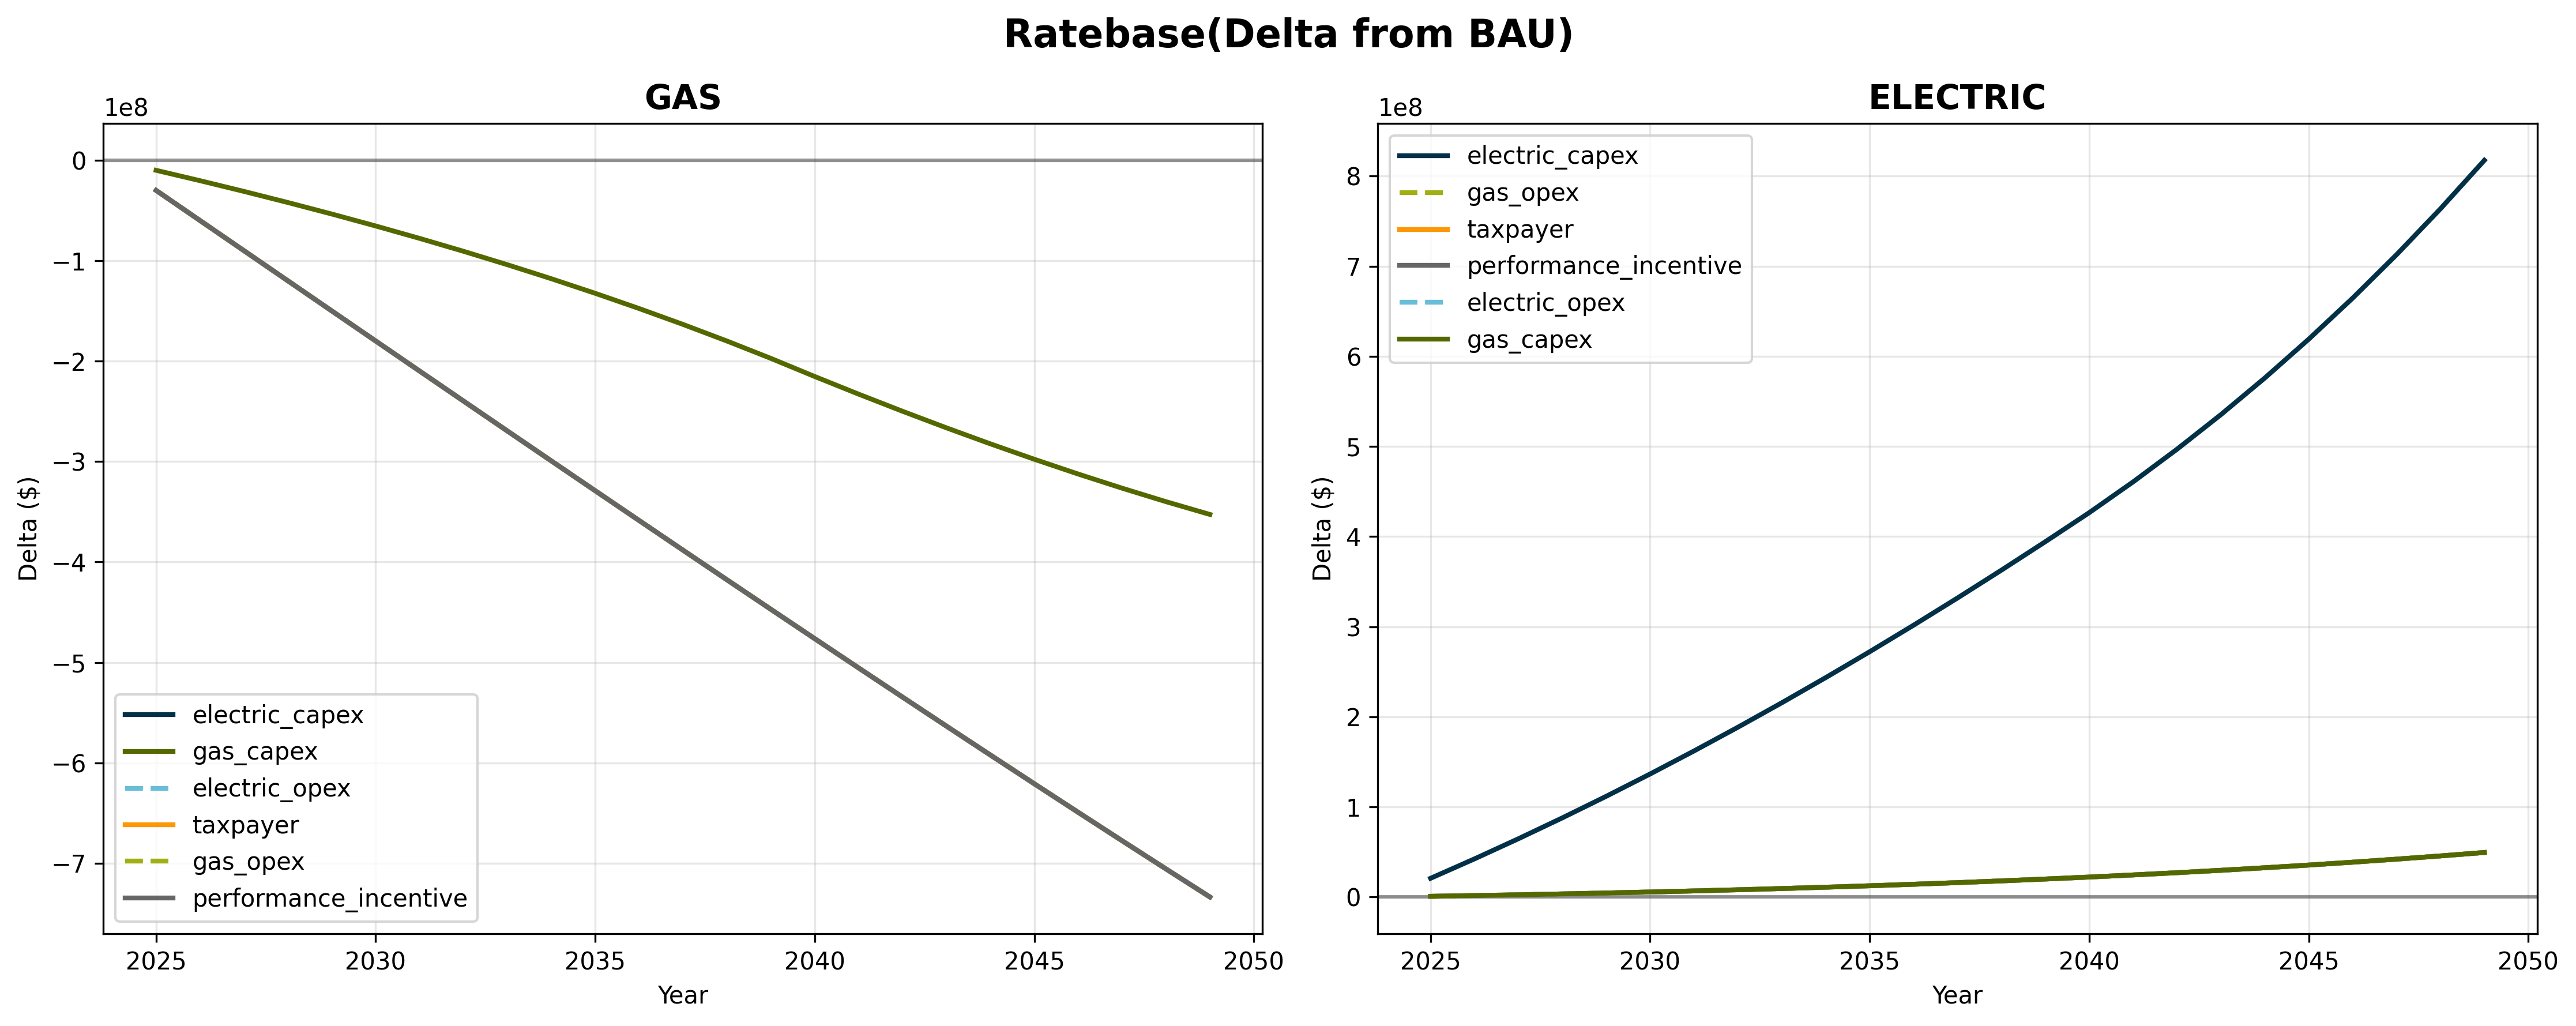 Ratebase(Delta from BAU)
GAS
1e8
0
−1
−2
−3
−4
−5
−6
−7
Delta ($)
electric_capex
gas_capex
electric_opex
taxpayer
gas_opex
performance_incentive
2025 2030 2035 2040 2045 2050
Year
ELECTRIC
1e8
8
7
6
5
4
3
2
1
0
Delta ($)
electric_capex
gas_opex
taxpayer
performance_incentive
electric_opex
gas_capex
2025 2030 2035 2040 2045 2050
Year